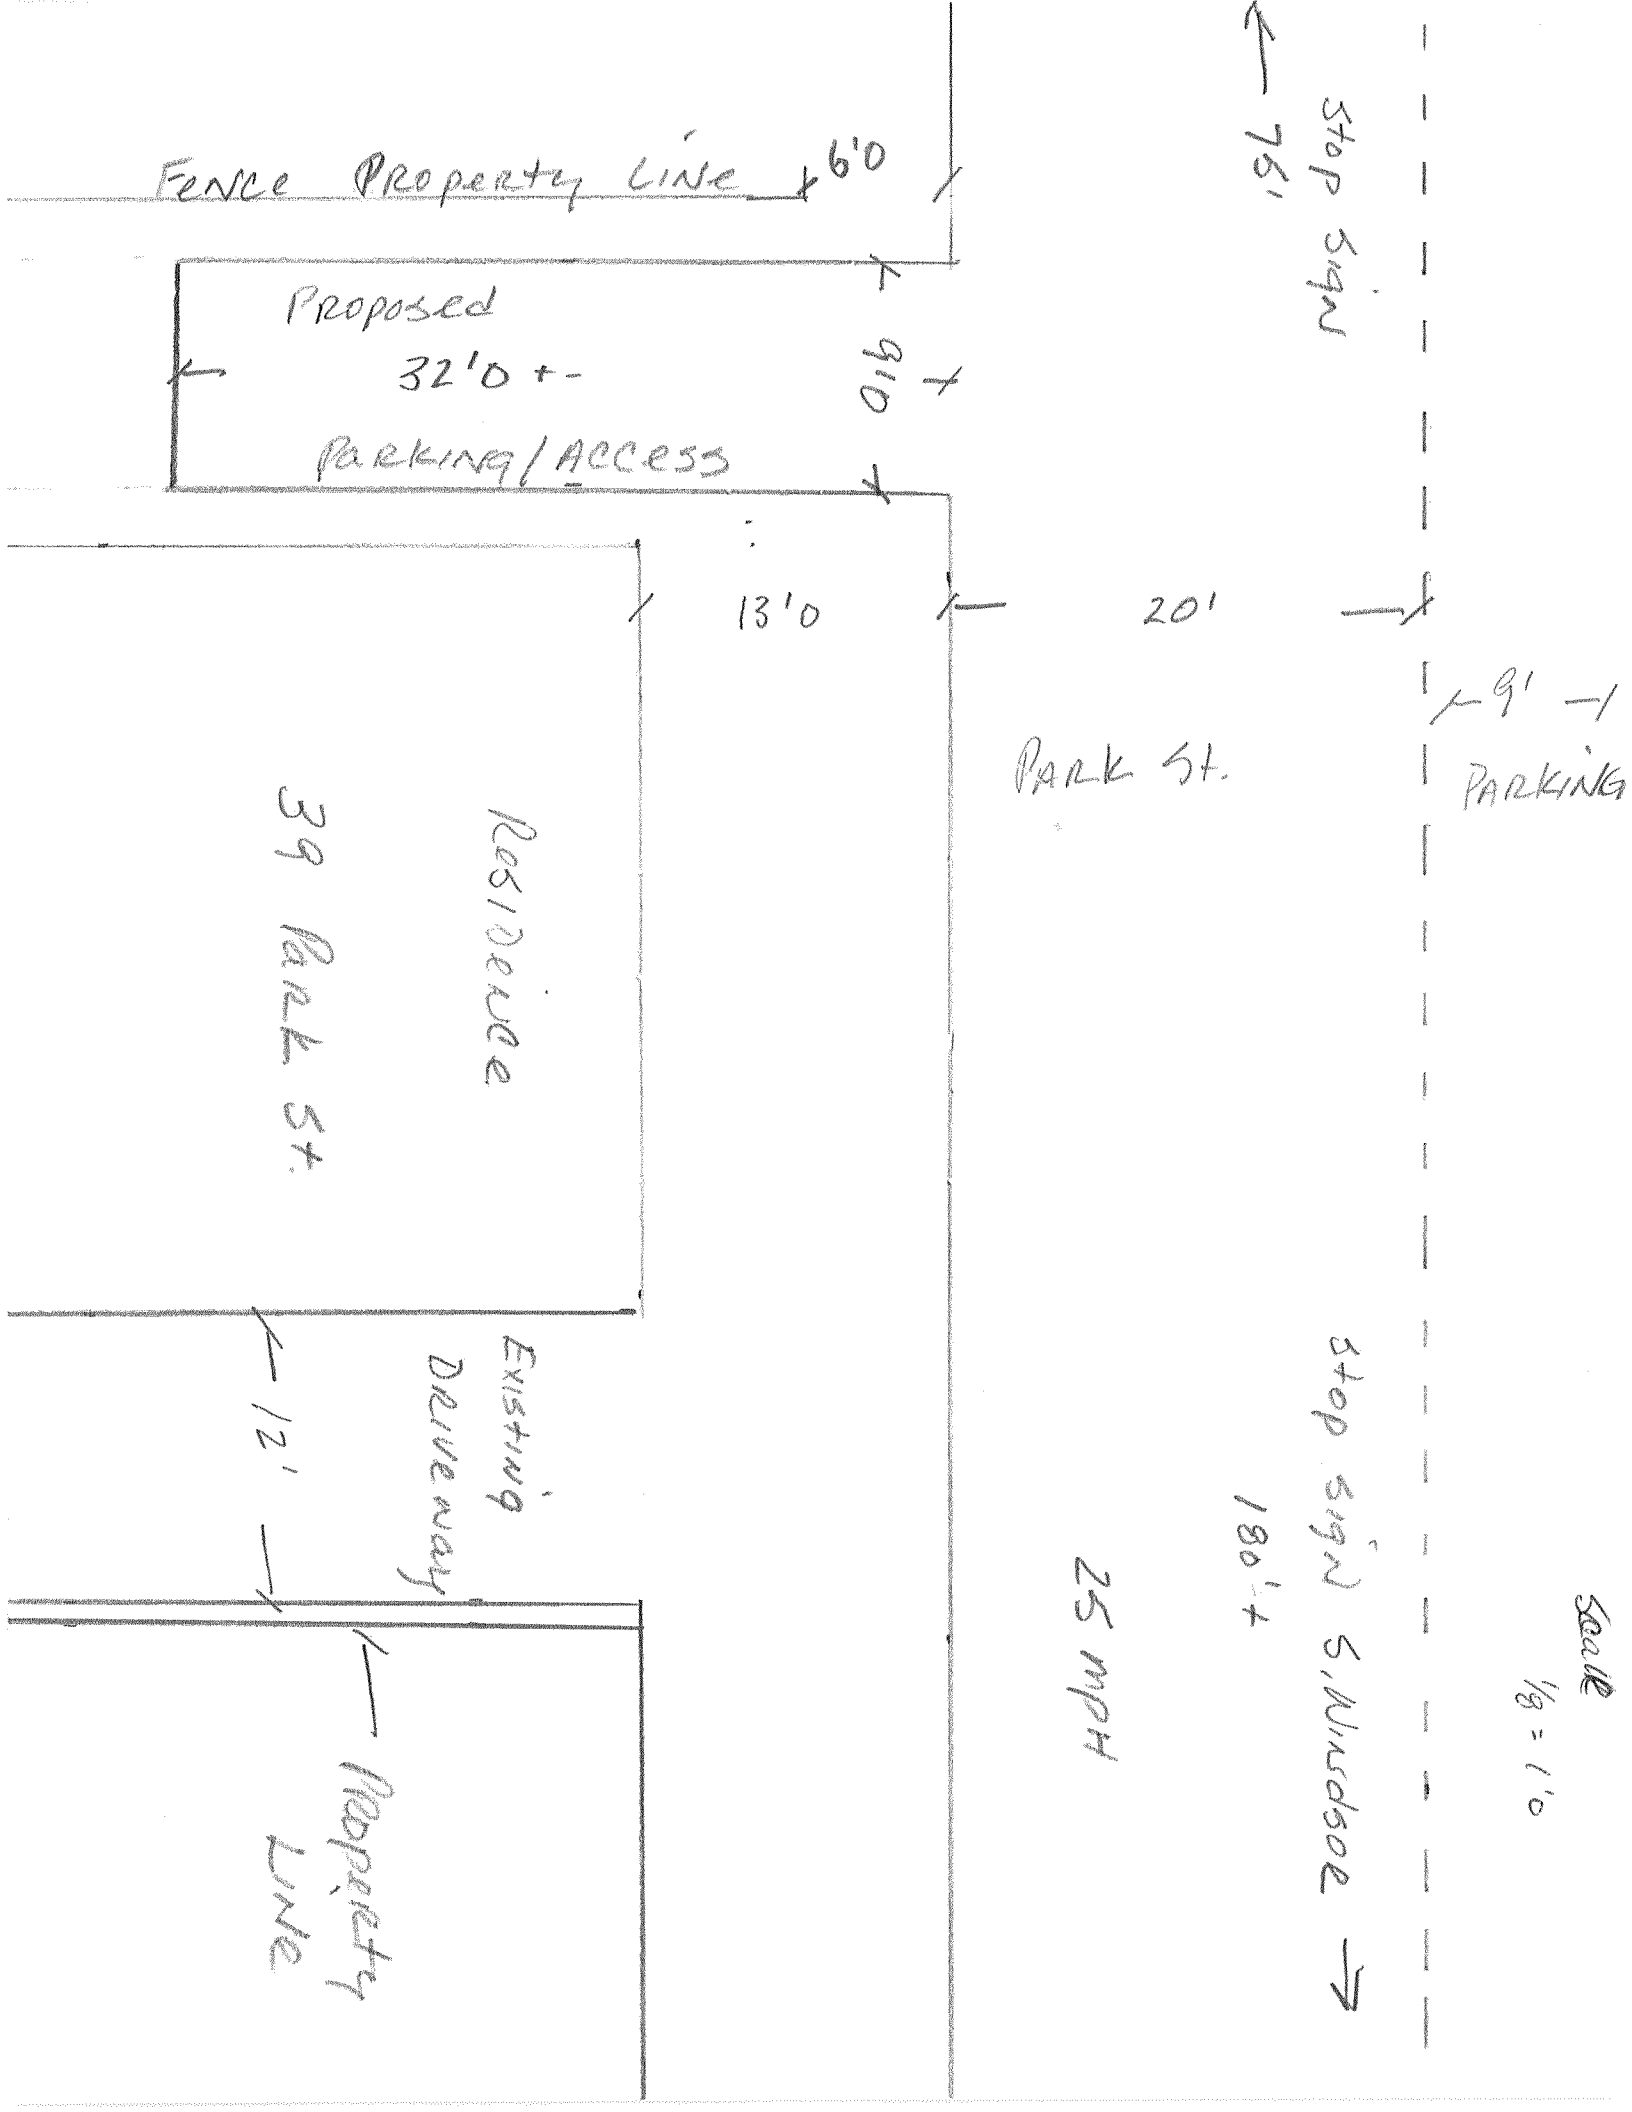 Stop Sign
← 75'
Fence Property Line
6'0
Proposed
32'0 +-
Parking/Access
9'0
13'0
20'
9'
Parking
Park St.
Residence
39 Park St.
Existing
Driveway
12'
Property
Line
Stop Sign S. Windsor →
180'+
25 MPH
Scale
1/8 = 1'0